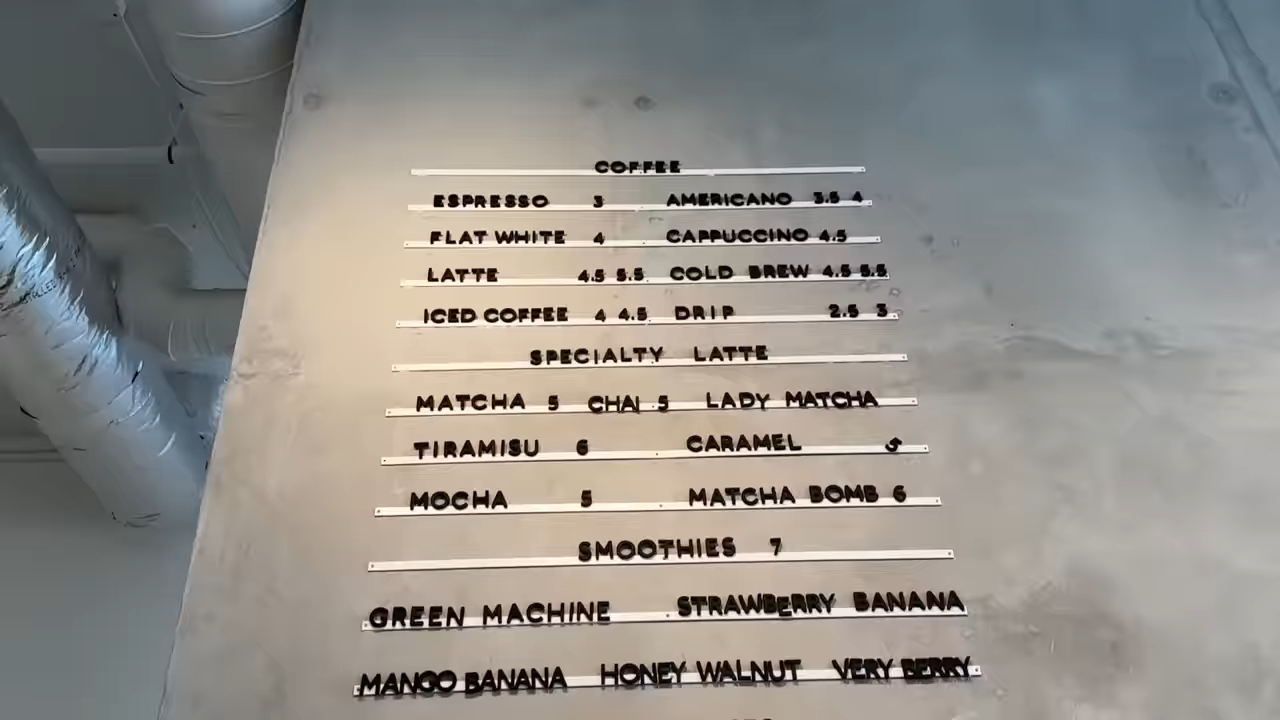 COFFEE
ESPRESSO 3 AMERICANO 3.5 4
FLAT WHITE 4 CAPPUCCINO 4.5
LATTE 4.5 5.5 COLD BREW 4.5 5.5
ICED COFFEE 4 4.5 DRIP 2.5 3
SPECIALTY LATTE
MATCHA 5 CHAI 5 LADY MATCHA
TIRAMISU 6 CARAMEL 5
MOCHA 5 MATCHA BOMB 6
SMOOTHIES 7
GREEN MACHINE STRAWBERRY BANANA
MANGO BANANA HONEY WALNUT VERY BERRY